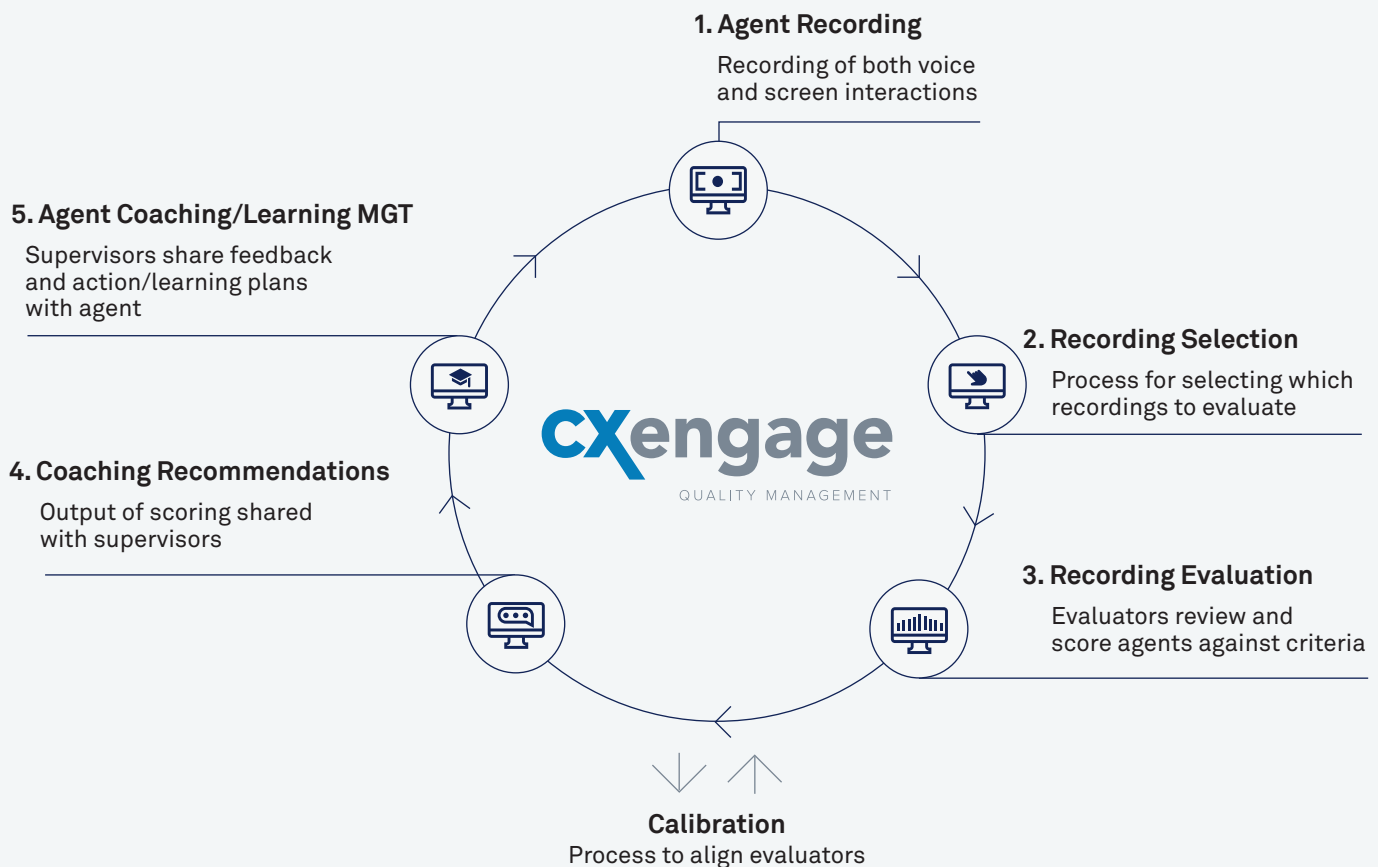 1. Agent Recording
Recording of both voice
and screen interactions
2. Recording Selection
Process for selecting which
recordings to evaluate
3. Recording Evaluation
Evaluators review and
score agents against criteria
Calibration
Process to align evaluators
4. Coaching Recommendations
Output of scoring shared
with supervisors
5. Agent Coaching/Learning MGT
Supervisors share feedback
and action/learning plans
with agent
cxengage
QUALITY MANAGEMENT